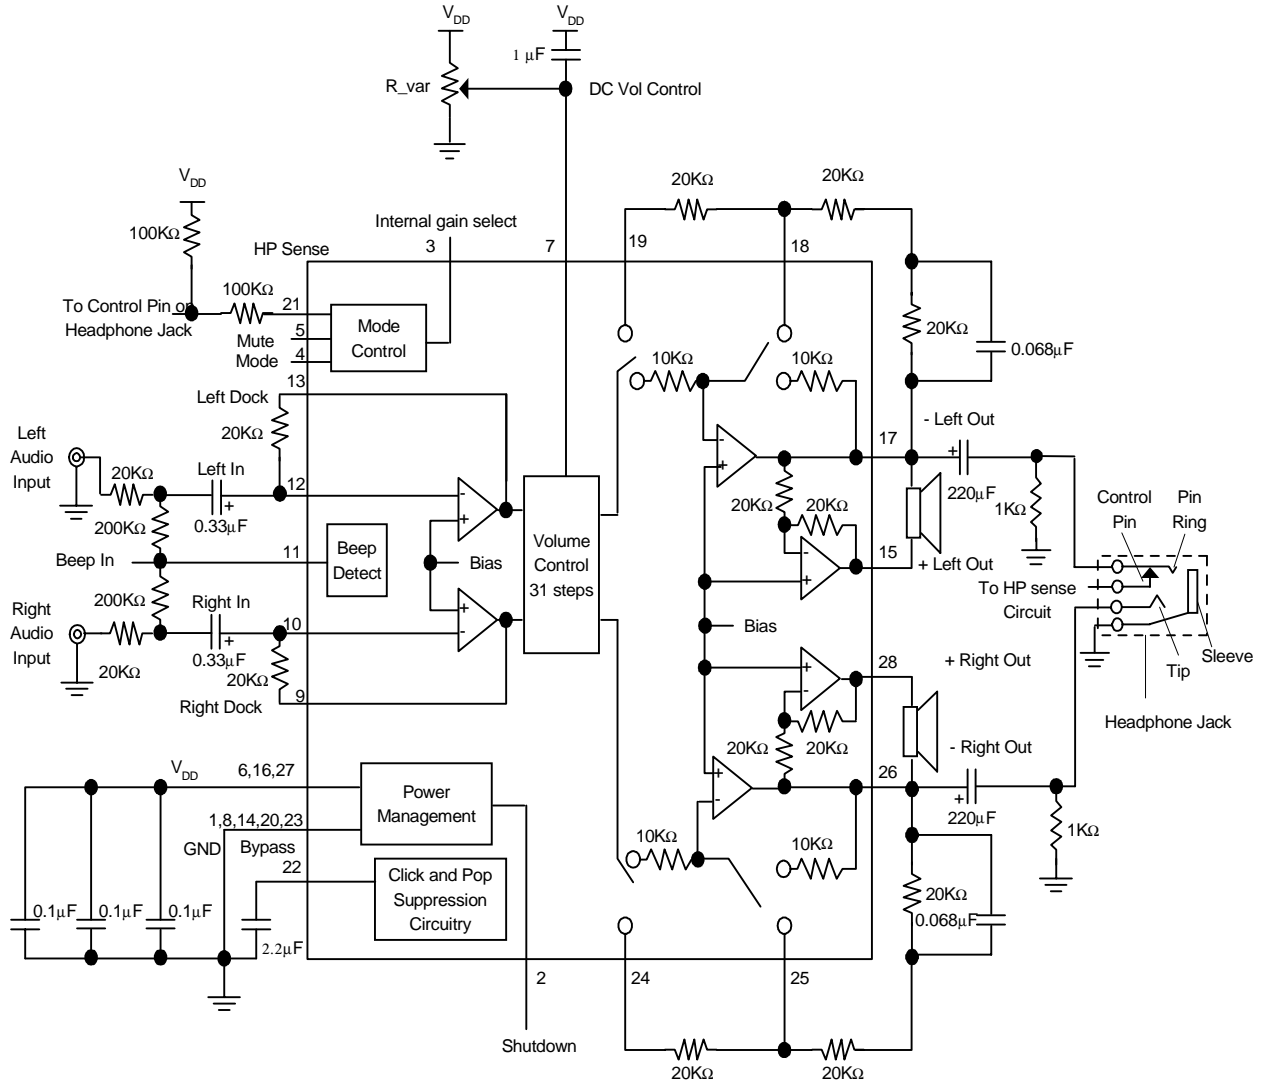 VDD
VDD
1 µF
R_var
DC Vol Control
VDD
20KΩ
20KΩ
100KΩ
Internal gain select
HP Sense
3
7
19
18
100KΩ
21
To Control Pin on
Headphone Jack
Mode
Control
Mute
5
Mode
4
20KΩ
0.068µF
10KΩ
10KΩ
13
Left Dock
20KΩ
Left
Audio
Input
20KΩ
Left In
12
0.33µF
200KΩ
-
+
-
+
17
- Left Out
+
220µF
1KΩ
20KΩ
20KΩ
-
+
15
+ Left Out
Control
Pin
Pin
Ring
Beep In
11
Beep
Detect
Bias
Volume
Control
31 steps
To HP sense
Circuit
200KΩ
Right In
10
+
0.33µF
+
-
Right
Audio
Input
20KΩ
20KΩ
9
Right Dock
Bias
+
-
28
+ Right Out
Tip
Sleeve
Headphone Jack
20KΩ
20KΩ
- Right Out
26
+
-
+
220µF
1KΩ
VDD
6,16,27
Power
Management
1,8,14,20,23
GND
Bypass
22
Click and Pop
Suppression
Circuitry
10KΩ
10KΩ
20KΩ
0.068µF
0.1µF
0.1µF
0.1µF
2.2µF
2
24
25
Shutdown
20KΩ
20KΩ